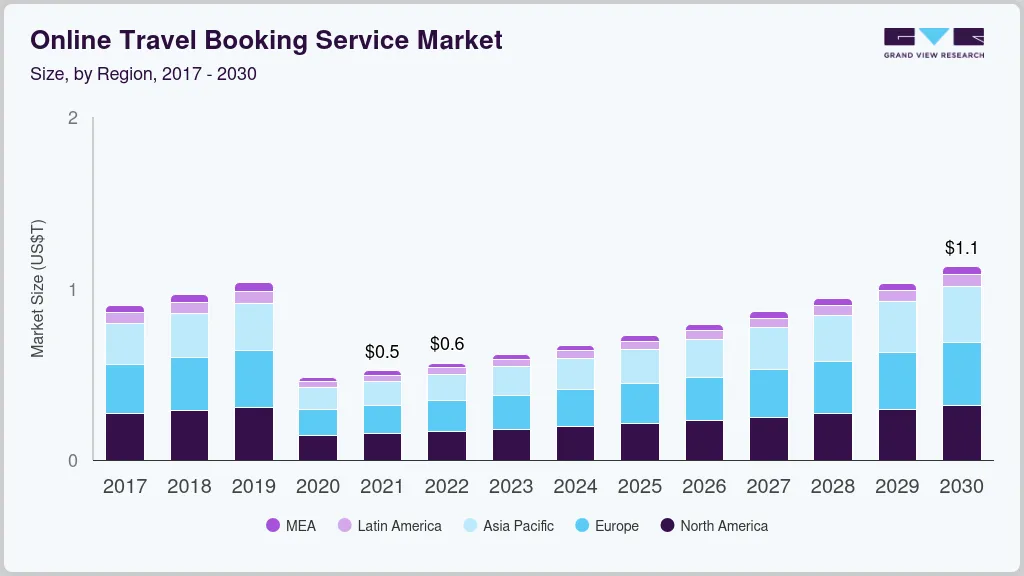 Online Travel Booking Service Market
Size, by Region, 2017 - 2030
GRAND VIEW RESEARCH
Market Size (US$T)
2
1
0
$0.5
$0.6
$1.1
2017 2018 2019 2020 2021 2022 2023 2024 2025 2026 2027 2028 2029 2030
MEA Latin America Asia Pacific Europe North America